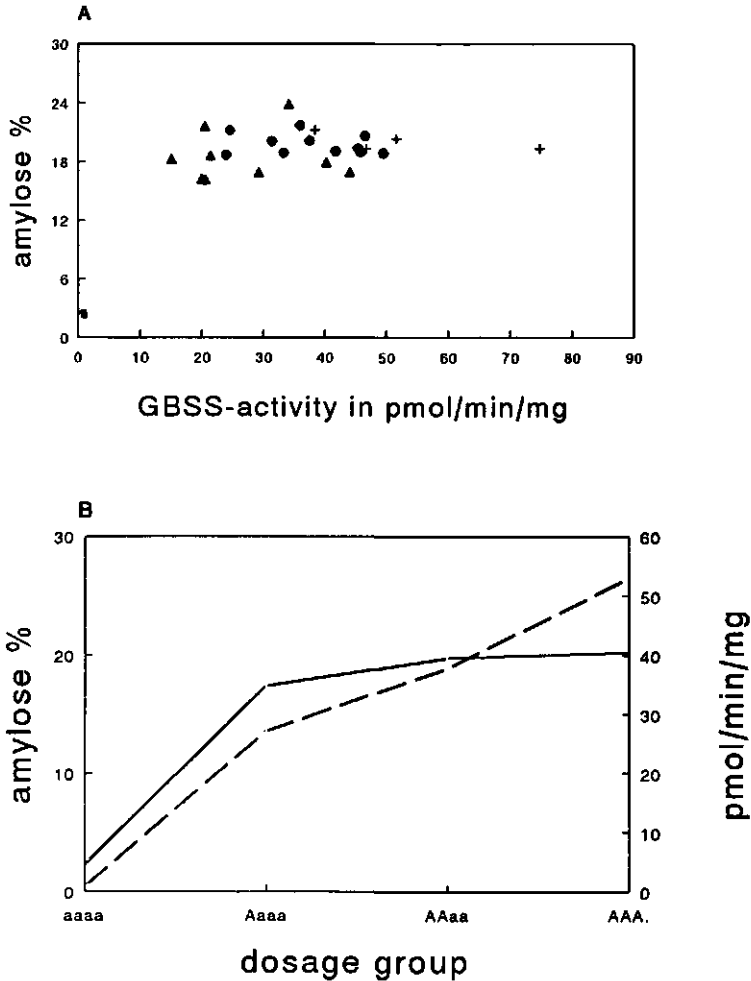 A
30
24
18
12
6
0
amylose %
0 10 20 30 40 50 60 70 80 90
GBSS-activity in pmol/min/mg
B
30
20
10
0
amylose %
60
50
40
30
20
10
0
pmol/min/mg
aaaa Aaaa AAaa AAA.
dosage group